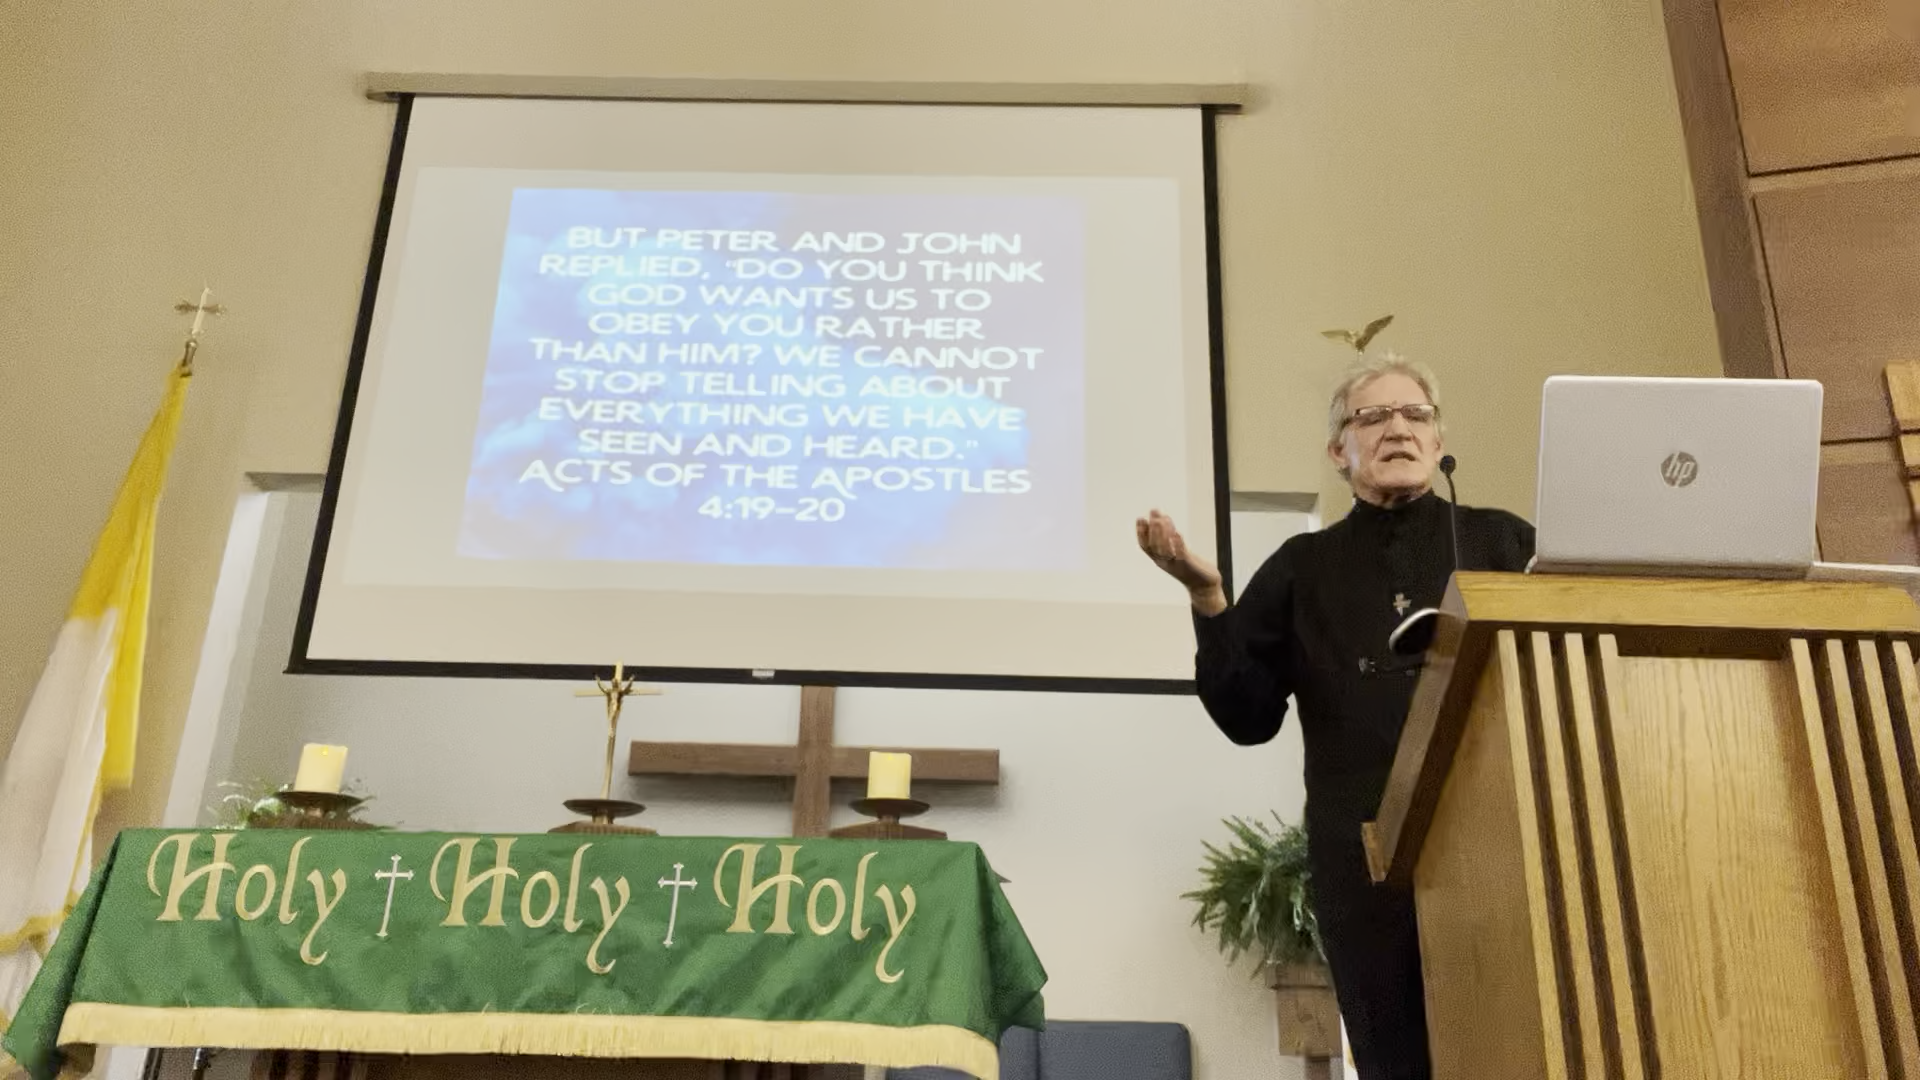 BUT PETER AND JOHN
REPLIED, "DO YOU THINK
GOD WANTS US TO
OBEY YOU RATHER
THAN HIM? WE CANNOT
STOP TELLING ABOUT
EVERYTHING WE HAVE
SEEN AND HEARD."
ACTS OF THE APOSTLES
4:19-20
hp
Holy Holy Holy